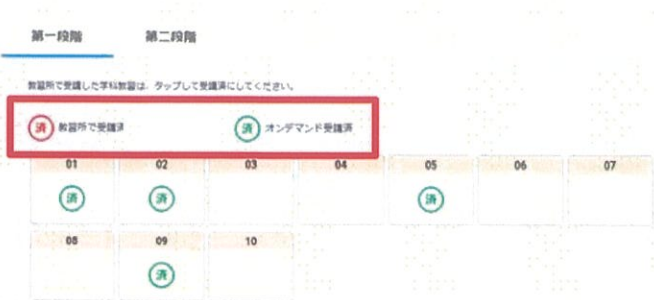 第一段階 第二段階
教習所で受講した学科教習は、タップして受講済にしてください。
済 教習所で受講済 済 オンデマンド受講済
01 02 03 04 05 06 07
済 済 済
08 09 10
済